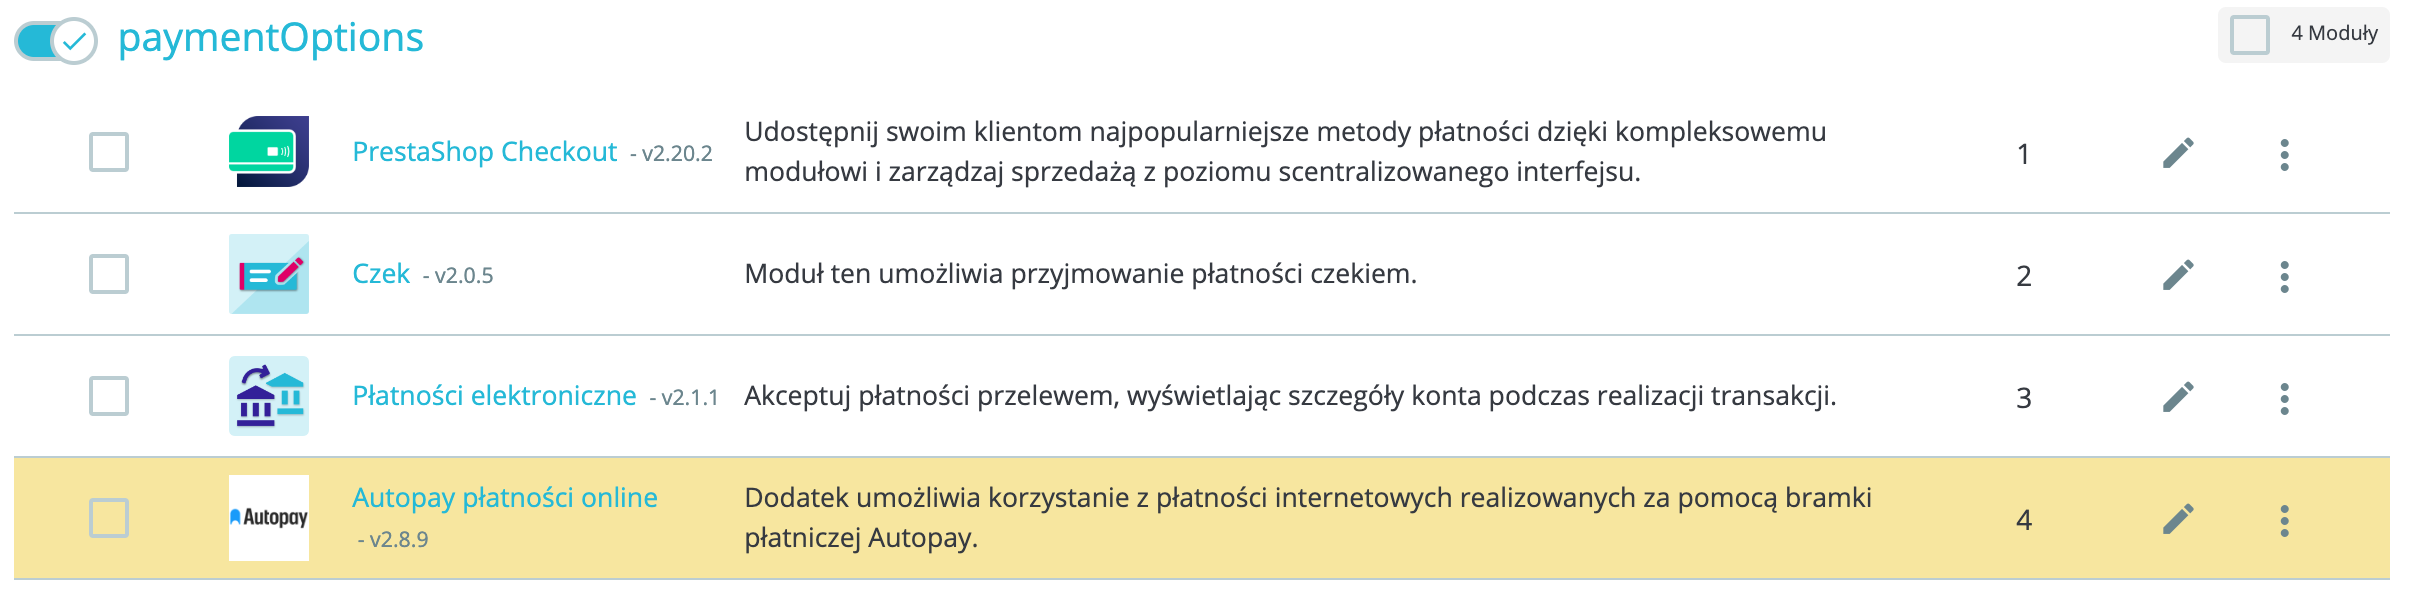 paymentOptions
4 Moduły
PrestaShop Checkout - v2.20.2
Udostępnij swoim klientom najpopularniejsze metody płatności dzięki kompleksowemu
modułowi i zarządzaj sprzedażą z poziomu scentralizowanego interfejsu.
1
Czek - v2.0.5
Moduł ten umożliwia przyjmowanie płatności czekiem.
2
Płatności elektroniczne - v2.1.1
Akceptuj płatności przelewem, wyświetlając szczegóły konta podczas realizacji transakcji.
3
Autopay
Autopay płatności online
- v2.8.9
Dodatek umożliwia korzystanie z płatności internetowych realizowanych za pomocą bramki
płatniczej Autopay.
4